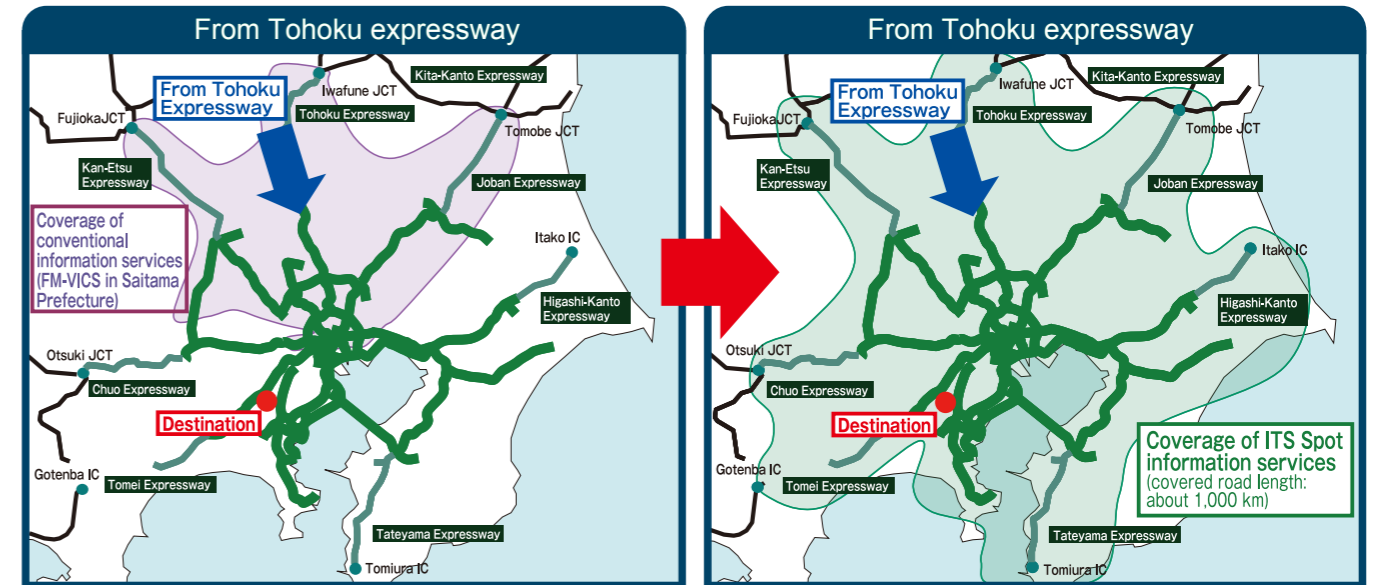 From Tohoku expressway
Kita-Kanto Expressway
From Tohoku
Expressway
Iwafune JCT
Tohoku Expressway
FujiokaJCT
Tomobe JCT
Kan-Etsu
Expressway
Joban Expressway
Coverage of
conventional
information services
(FM-VICS in Saitama
Prefecture)
Itako IC
Higashi-Kanto
Expressway
Otsuki JCT
Chuo Expressway
Destination
Gotenba IC
Tomei Expressway
Tateyama Expressway
Tomiura IC
From Tohoku expressway
Kita-Kanto Expressway
From Tohoku
Expressway
Iwafune JCT
Tohoku Expressway
FujiokaJCT
Tomobe JCT
Kan-Etsu
Expressway
Joban Expressway
Itako IC
Higashi-Kanto
Expressway
Otsuki JCT
Chuo Expressway
Destination
Coverage of ITS Spot
information services
(covered road length:
about 1,000 km)
Gotenba IC
Tomei Expressway
Tateyama Expressway
Tomiura IC